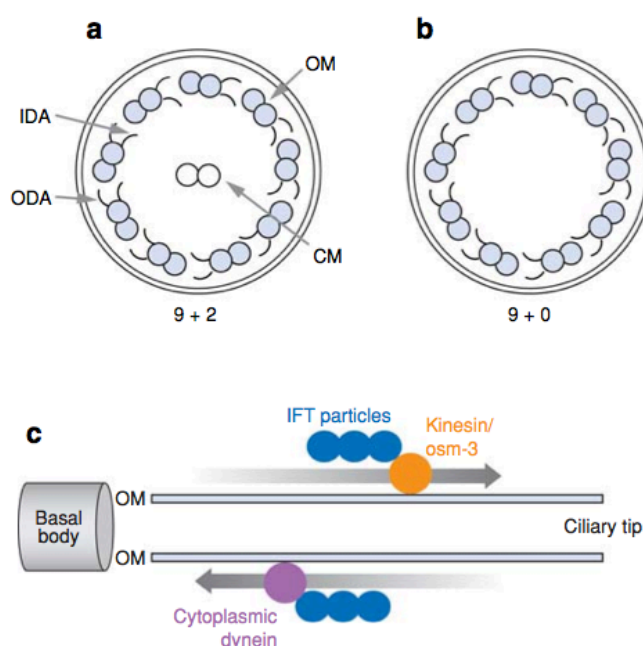 a
b
OM
IDA
ODA
CM
9 + 2
9 + 0
c
IFT particles
Kinesin/
osm-3
OM
Basal
body
Ciliary tip
OM
Cytoplasmic
dynein